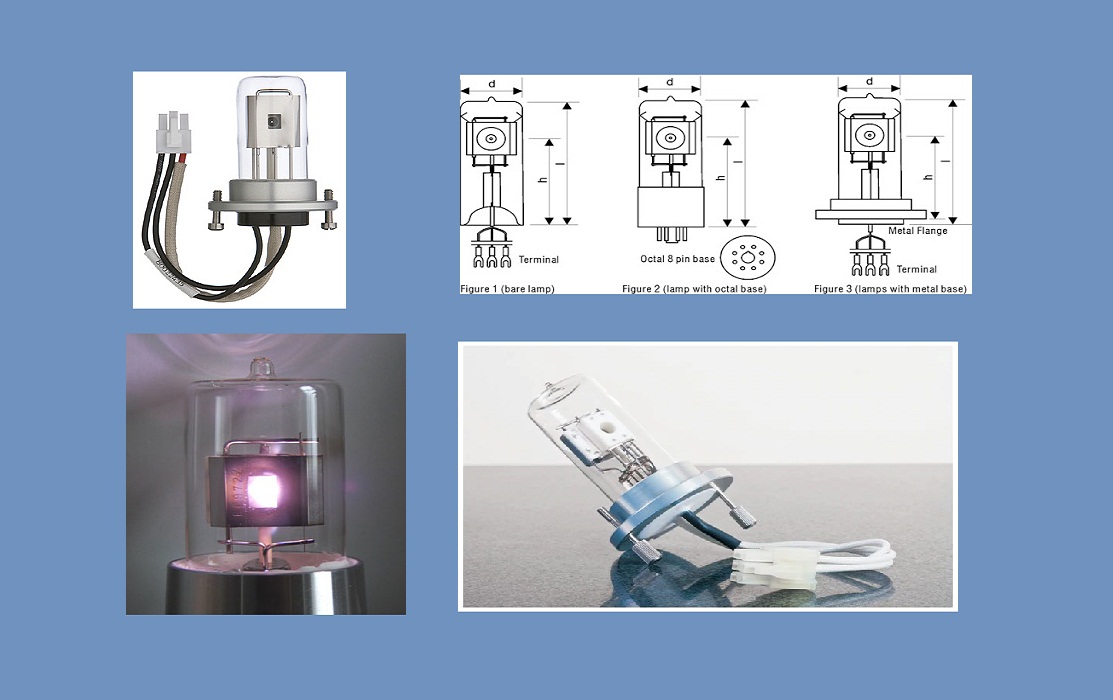 d
d
d
l
l
l
h
h
h
Metal Flange
Terminal
Octal 8 pin base
Terminal
Figure 1 (bare lamp)
Figure 2 (lamp with octal base)
Figure 3 (lamps with metal base)